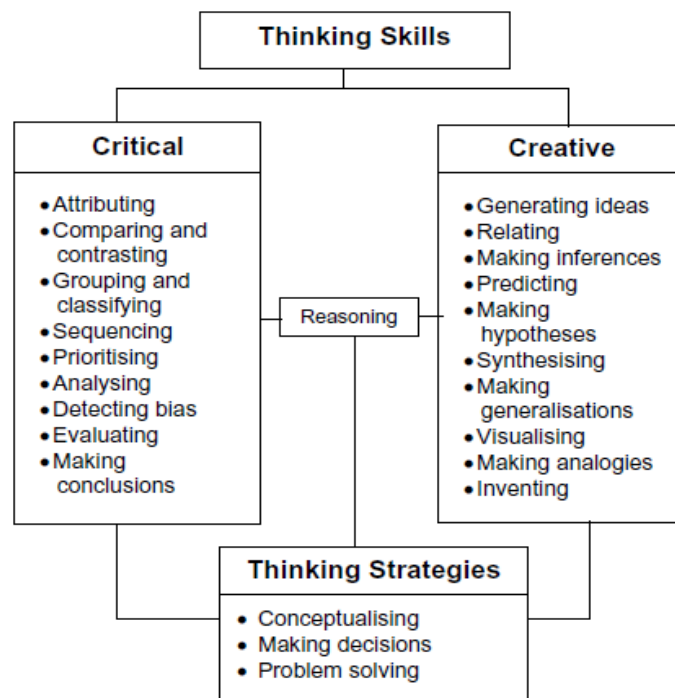 Thinking Skills
Critical
• Attributing
• Comparing and
contrasting
• Grouping and
classifying
• Sequencing
• Prioritising
• Analysing
• Detecting bias
• Evaluating
• Making
conclusions
Reasoning
Creative
• Generating ideas
• Relating
• Making inferences
• Predicting
• Making
hypotheses
• Synthesising
• Making
generalisations
• Visualising
• Making analogies
• Inventing
Thinking Strategies
• Conceptualising
• Making decisions
• Problem solving